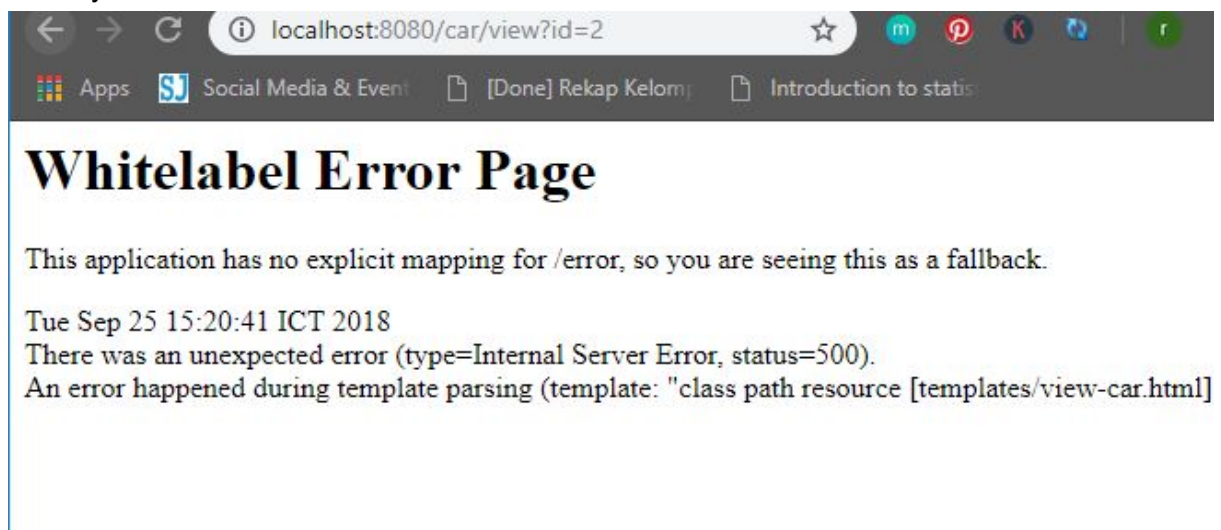 localhost:8080/car/view?id=2
m
K
r
Apps SJ Social Media & Event [Done] Rekap Kelomp Introduction to statis
Whitelabel Error Page
This application has no explicit mapping for /error, so you are seeing this as a fallback.
Tue Sep 25 15:20:41 ICT 2018
There was an unexpected error (type=Internal Server Error, status=500).
An error happened during template parsing (template: "class path resource [templates/view-car.html]